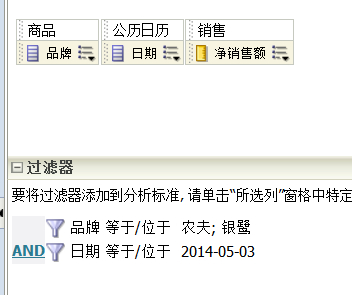 商品 公历日历 销售
品牌 日期 净销售额
过滤器
要将过滤器添加到分析标准, 请单击“所选列”窗格中特定
品牌 等于/位于 农夫; 银鹭
AND 日期 等于/位于 2014-05-03